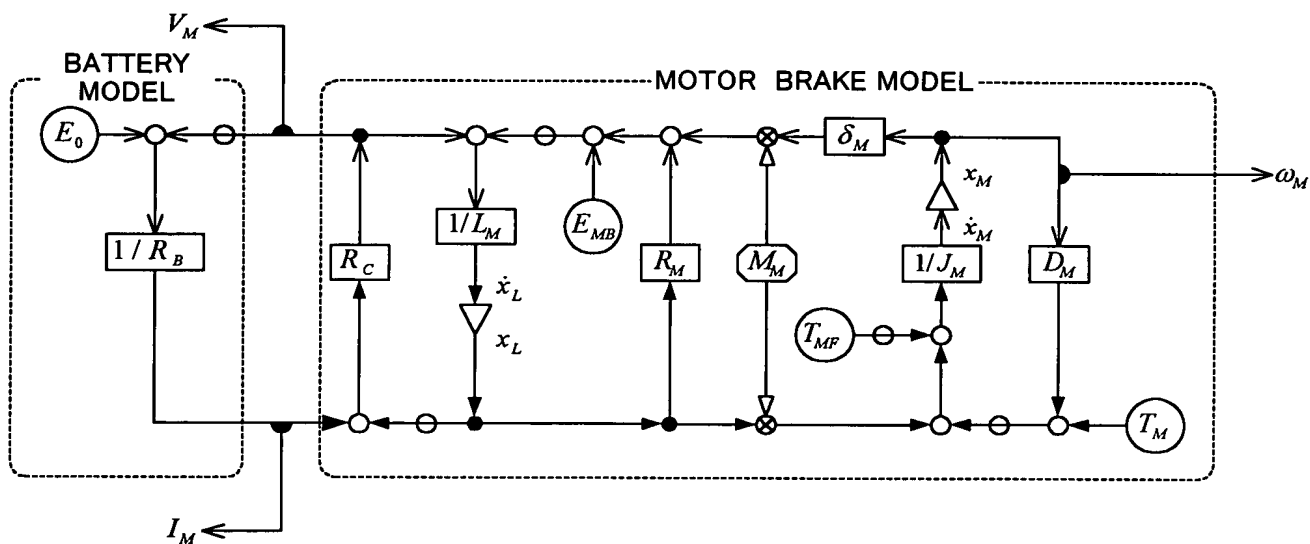 V_M
BATTERY
MODEL
MOTOR BRAKE MODEL
E_0
δ_M
x_M
ω_M
1/R_B
R_C
1/L_M
E_MB
R_M
M_M
ẋ_M
1/J_M
D_M
ẋ_L
x_L
T_MF
T_M
I_M